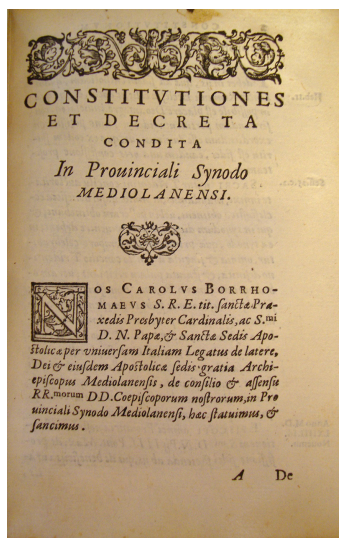 CONSTITVTIONES
ET DECRETA
CONDITA
In Prouinciali Synodo
MEDIOLANENSI.
NOS CAROLVS BORRHO-
MAEVS S. R. E. tit. sanctæ Præ-
xedis Presbyter Cardinalis, ac S.mi
D. N. Papæ, & Sanctæ Sedis Apo-
stolicæ per vniuersam Italiam Legatus de latere,
Dei & eiusdem Apostolicæ sedis gratia Archi-
episcopus Mediolanensis, de consilio & assensu
RR.morum DD. Coepiscoporum nostrorum, in Pro
uinciali Synodo Mediolanensi, hæc statuimus, &
sancimus.
A De